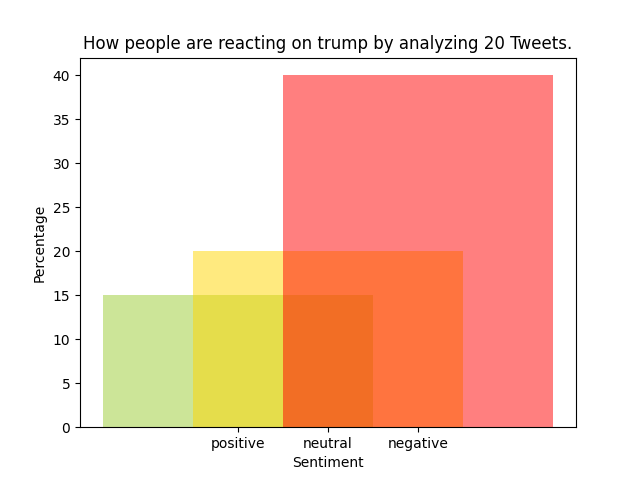 How people are reacting on trump by analyzing 20 Tweets.
40
35
30
25
20
15
10
5
0
Percentage
positive neutral negative
Sentiment